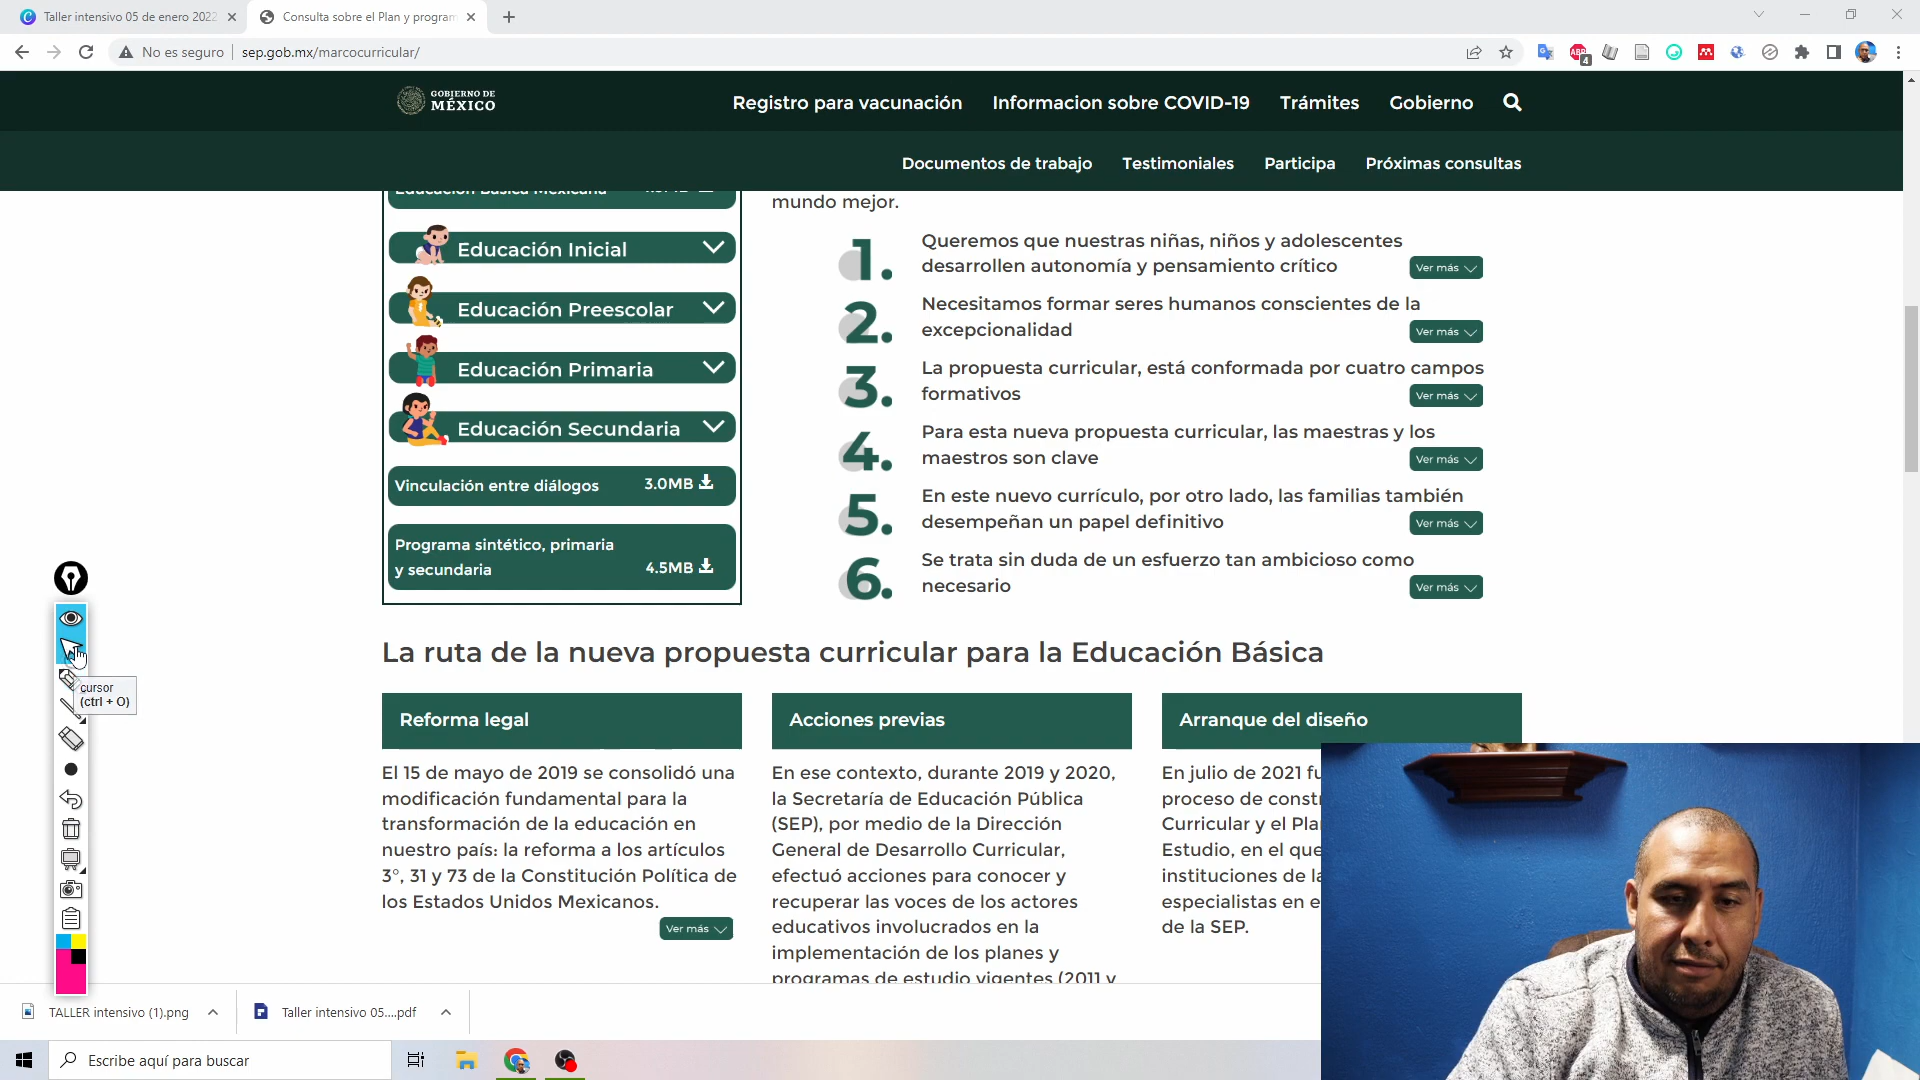 Taller intensivo 05 de enero 2022
Consulta sobre el Plan y program
No es seguro
sep.gob.mx/marcocurricular/
4
GOBIERNO DE
MÉXICO
Registro para vacunación
Informacion sobre COVID-19
Trámites
Gobierno
Documentos de trabajo
Testimoniales
Participa
Próximas consultas
Educación Básica Mexicana
Educación Inicial
Educación Preescolar
Educación Primaria
Educación Secundaria
Vinculación entre diálogos
3.0MB
Programa sintético, primaria
y secundaria
4.5MB
mundo mejor.
1.
Queremos que nuestras niñas, niños y adolescentes
desarrollen autonomía y pensamiento crítico
Ver más
2.
Necesitamos formar seres humanos conscientes de la
excepcionalidad
Ver más
3.
La propuesta curricular, está conformada por cuatro campos
formativos
Ver más
4.
Para esta nueva propuesta curricular, las maestras y los
maestros son clave
Ver más
5.
En este nuevo currículo, por otro lado, las familias también
desempeñan un papel definitivo
Ver más
6.
Se trata sin duda de un esfuerzo tan ambicioso como
necesario
Ver más
cursor
(ctrl + O)
La ruta de la nueva propuesta curricular para la Educación Básica
Reforma legal
El 15 de mayo de 2019 se consolidó una
modificación fundamental para la
transformación de la educación en
nuestro país: la reforma a los artículos
3°, 31 y 73 de la Constitución Política de
los Estados Unidos Mexicanos.
Ver más
Acciones previas
En ese contexto, durante 2019 y 2020,
la Secretaría de Educación Pública
(SEP), por medio de la Dirección
General de Desarrollo Curricular,
efectuó acciones para conocer y
recuperar las voces de los actores
educativos involucrados en la
implementación de los planes y
programas de estudio vigentes (2011 y
Arranque del diseño
En julio de 2021 fu
proceso de const
Curricular y el Pla
Estudio, en el que
instituciones de la
especialistas en e
de la SEP.
TALLER intensivo (1).png
Taller intensivo 05....pdf
Escribe aquí para buscar